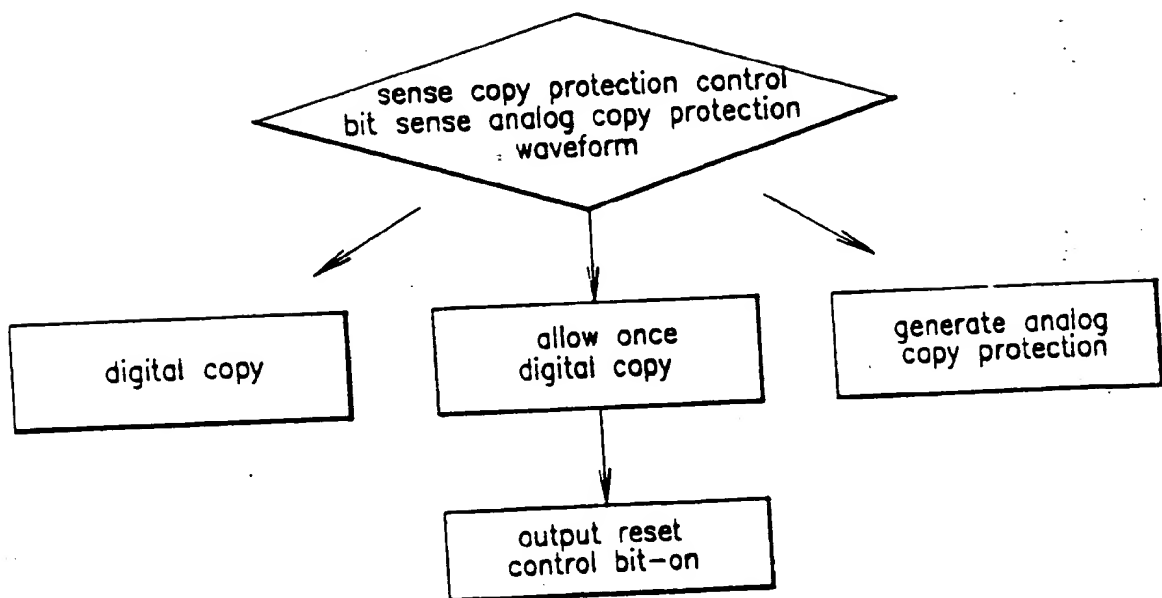 sense copy protection control
bit sense analog copy protection
waveform
digital copy
allow once
digital copy
generate analog
copy protection
output reset
control bit-on